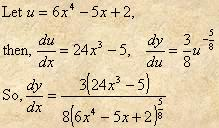 Let u = 6x⁴ − 5x + 2,
then, du/dx = 24x³ − 5, dy/du = 3/8 u^(−5/8)
So, dy/dx = 3(24x³ − 5) / 8(6x⁴ − 5x + 2)^(5/8)